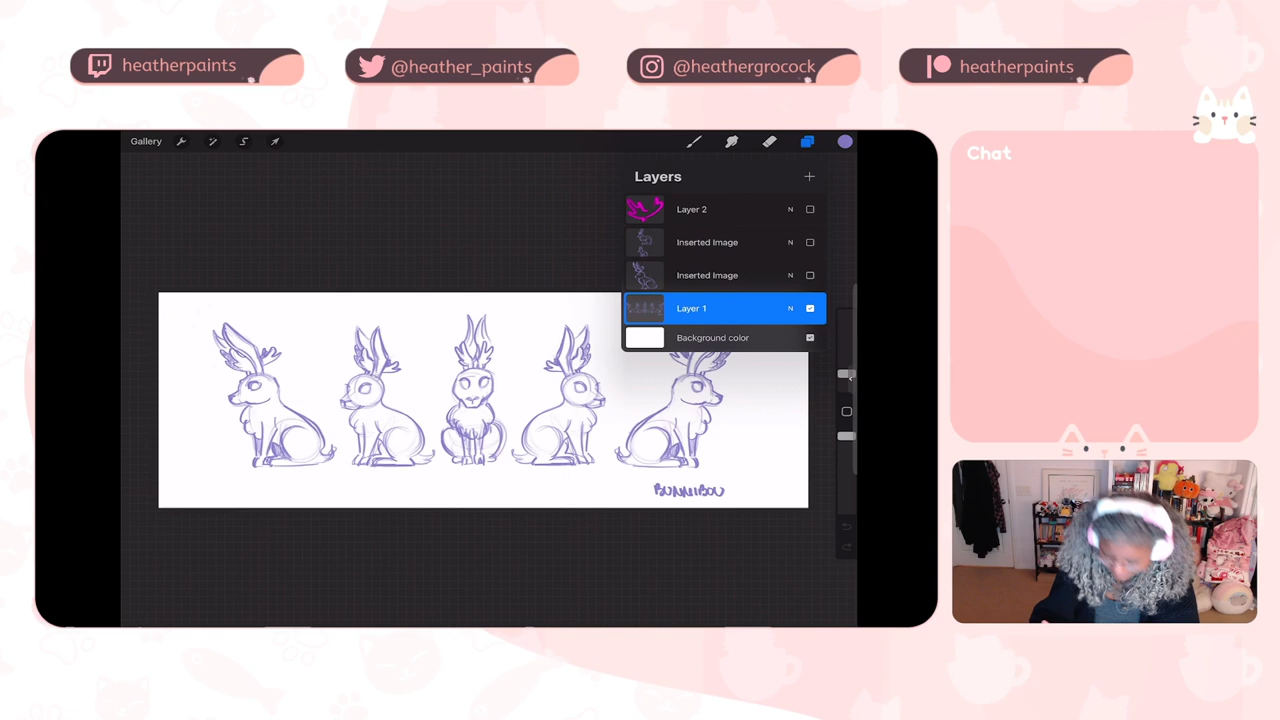 heatherpaints
@heather_paints
@heathergrocock
heatherpaints
Chat
Gallery
Layers
Layer 2 N
Inserted Image N
Inserted Image N
Layer 1 N
Background color
BUNNIBOU